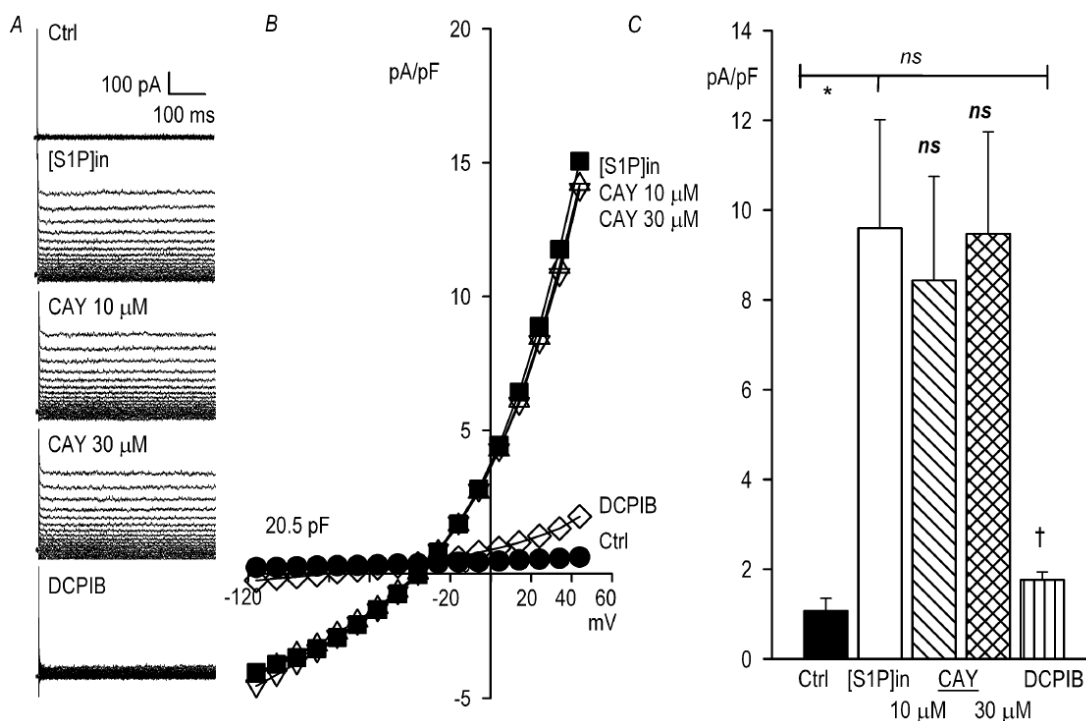 A
Ctrl
100 pA
100 ms
[S1P]in
CAY 10 µM
CAY 30 µM
DCPIB
B
20
pA/pF
15
[S1P]in
CAY 10 µM
CAY 30 µM
10
5
DCPIB
20.5 pF
Ctrl
-120 -20 20 40 60
mV
-5
C
14
pA/pF
ns
*
12
ns
ns
10
8
6
4
2
†
0
Ctrl [S1P]in CAY DCPIB
10 µM 30 µM